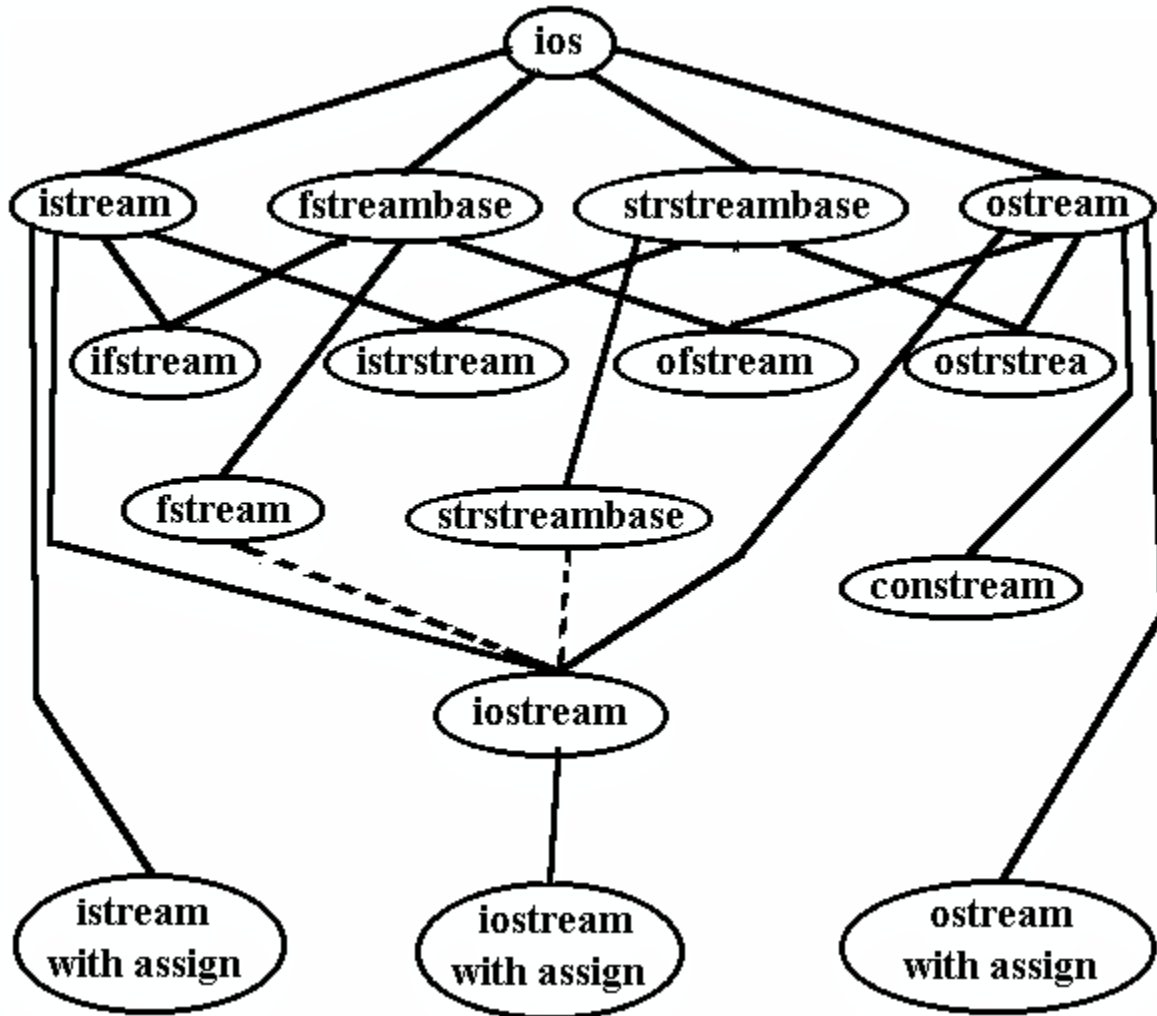 ios
istream
fstreambase
strstreambase
ostream
ifstream
istrstream
ofstream
ostrstrea
fstream
strstreambase
constream
iostream
istream
with assign
iostream
with assign
ostream
with assign